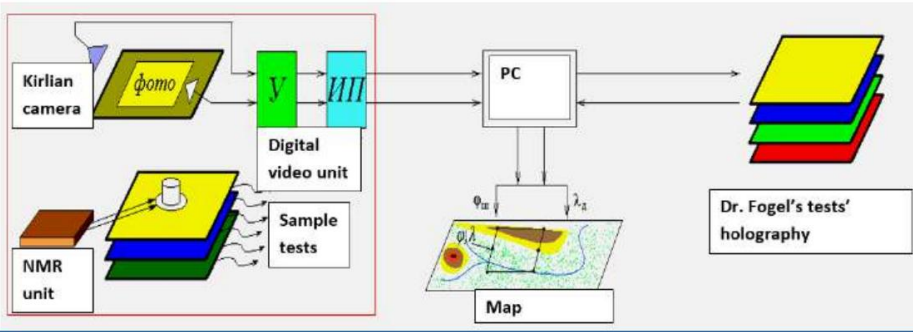 Kirlian
camera
фото
У
ИП
Digital
video unit
PC
Dr. Fogel's tests'
holography
NMR
unit
Sample
tests
φш
λд
φ,λ
Map